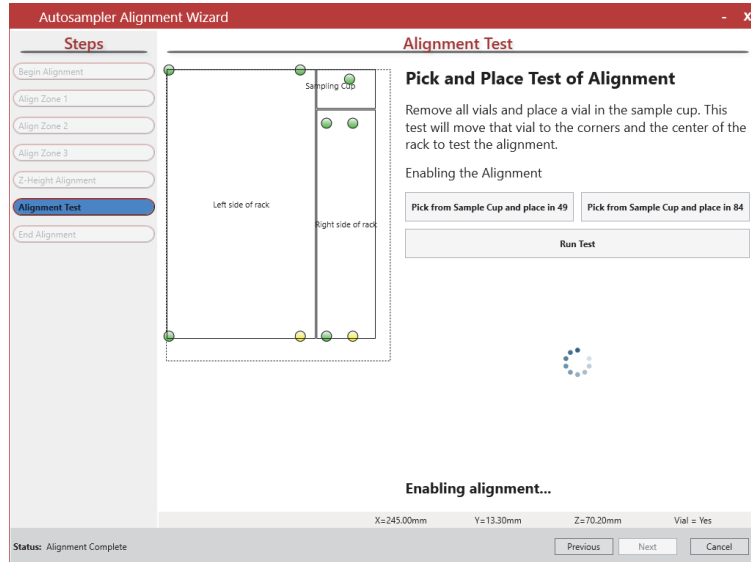 Autosampler Alignment Wizard
- X
Steps
Begin Alignment
Align Zone 1
Align Zone 2
Align Zone 3
Z-Height Alignment
Alignment Test
End Alignment
Alignment Test
Sampling Cup
Left side of rack
Right side of rack
Pick and Place Test of Alignment
Remove all vials and place a vial in the sample cup. This
test will move that vial to the corners and the center of the
rack to test the alignment.
Enabling the Alignment
Pick from Sample Cup and place in 49
Pick from Sample Cup and place in 84
Run Test
Enabling alignment...
X=245.00mm Y=13.30mm Z=70.20mm Vial = Yes
Status: Alignment Complete
Previous Next Cancel